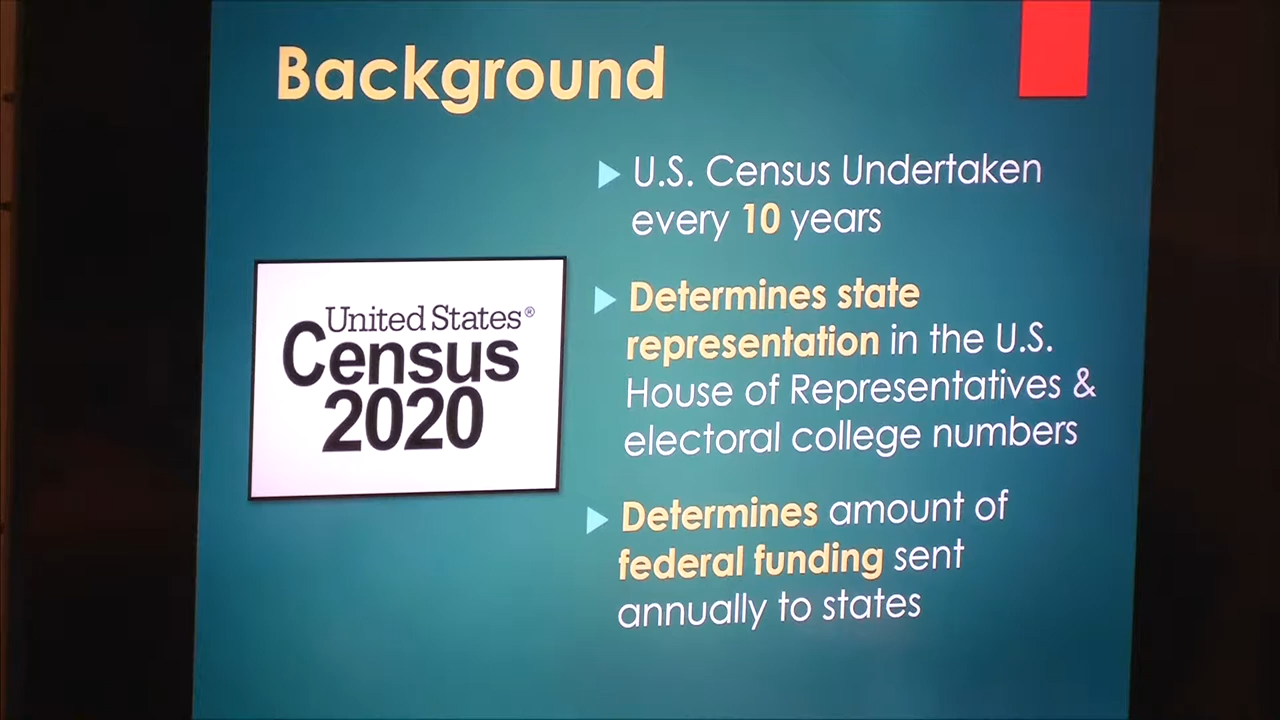 Background
U.S. Census Undertaken
every 10 years
United States®
Census
2020
Determines state
representation in the U.S.
House of Representatives &
electoral college numbers
Determines amount of
federal funding sent
annually to states